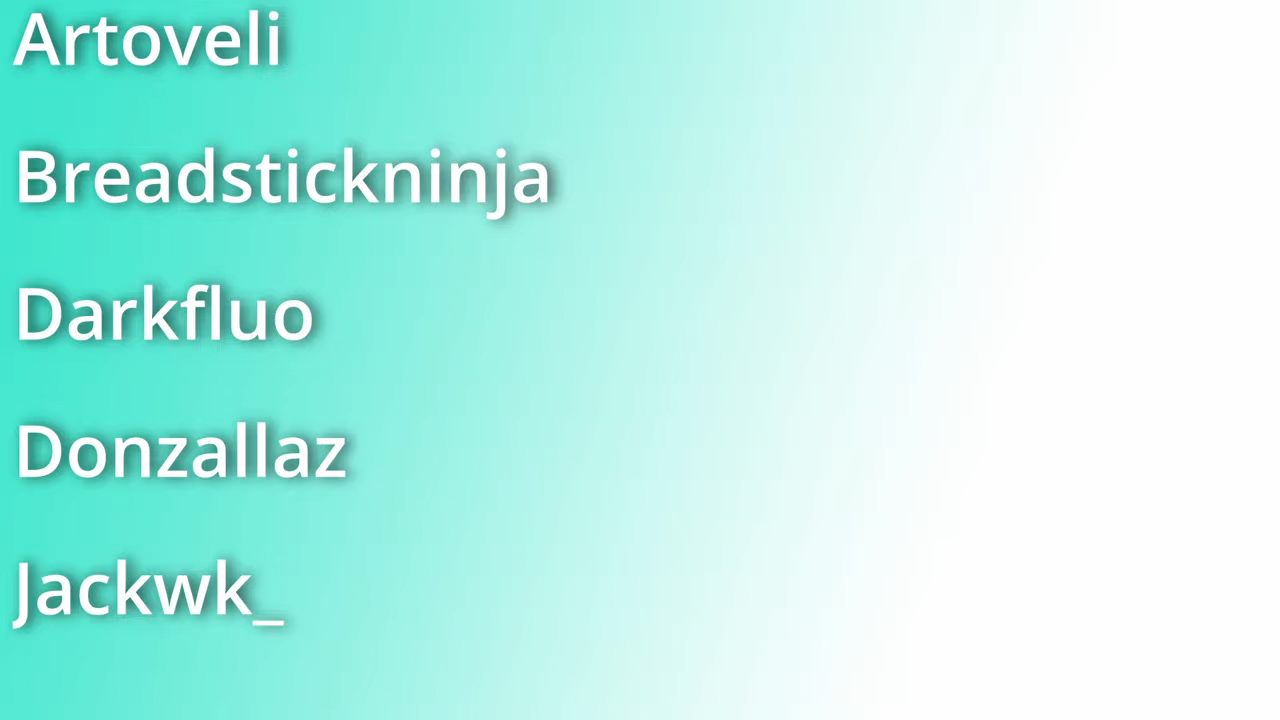 Artoveli
Breadstickninja
Darkfluo
Donzallaz
Jackwk_